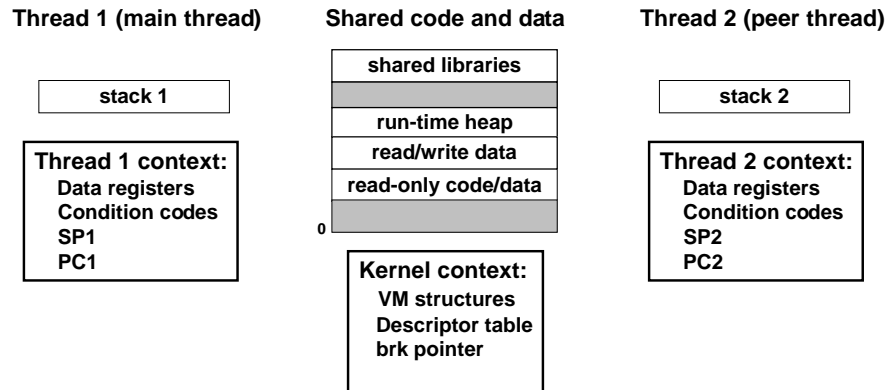 Thread 1 (main thread)
Shared code and data
Thread 2 (peer thread)
shared libraries
stack 1
stack 2
run-time heap
read/write data
read-only code/data
0
Thread 1 context:
Data registers
Condition codes
SP1
PC1
Thread 2 context:
Data registers
Condition codes
SP2
PC2
Kernel context:
VM structures
Descriptor table
brk pointer